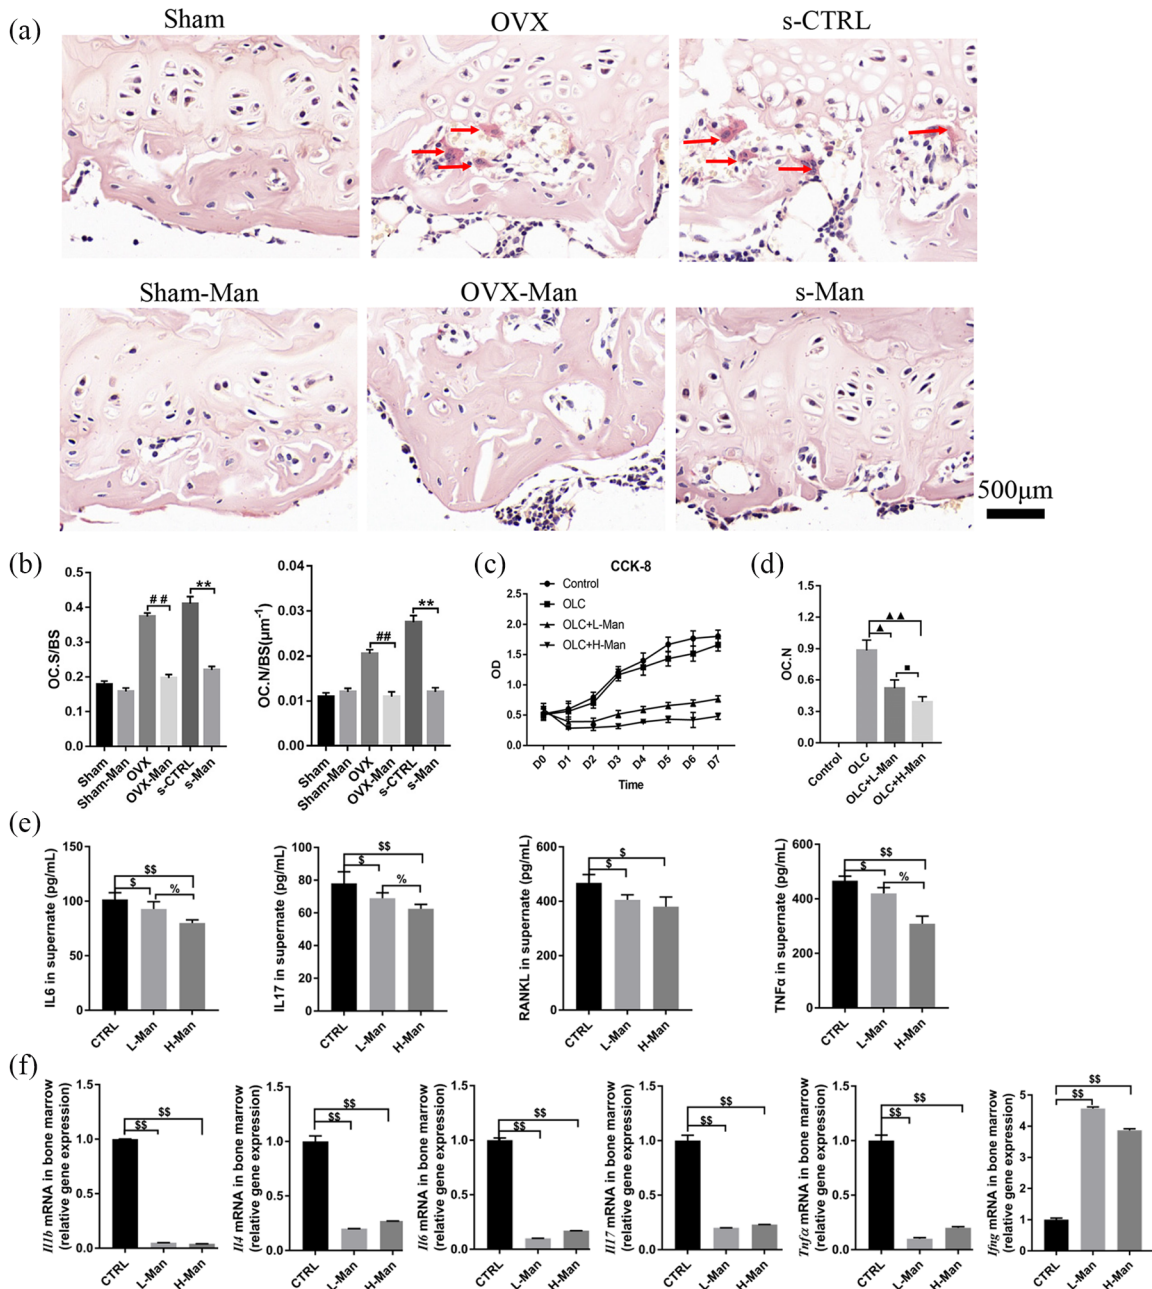 (a)
Sham
OVX
s-CTRL
Sham-Man
OVX-Man
s-Man
500μm
(b)
OC.S/BS
0.5
0.4
0.3
0.2
0.1
0.0
##
**
Sham
Sham-Man
OVX
OVX-Man
s-CTRL
s-Man
OC.N/BS(μm⁻¹)
0.04
0.03
0.02
0.01
0.00
##
**
Sham
Sham-Man
OVX
OVX-Man
s-CTRL
s-Man
(c)
CCK-8
Control
OLC
OLC+L-Man
OLC+H-Man
OD
2.5
2.0
1.5
1.0
0.5
0.0
D0
D1
D2
D3
D4
D5
D6
D7
Time
(d)
OC.N
1.5
1.2
0.9
0.6
0.3
0.0
▲▲
▲
■
Control
OLC
OLC+L-Man
OLC+H-Man
(e)
IL6 in supernate (pg/mL)
150
100
50
0
$$
$
%
CTRL
L-Man
H-Man
IL17 in supernate (pg/mL)
100
80
60
40
20
0
$$
$
%
CTRL
L-Man
H-Man
RANKL in supernate (pg/mL)
600
400
200
0
$
$
CTRL
L-Man
H-Man
TNFα in supernate (pg/mL)
600
400
200
0
$$
$
%
CTRL
L-Man
H-Man
(f)
Il1b mRNA in bone marrow
(relative gene expression)
1.5
1.0
0.5
0.0
$$
$$
CTRL
L-Man
H-Man
Il4 mRNA in bone marrow
(relative gene expression)
1.5
1.0
0.5
0.0
$$
$$
CTRL
L-Man
H-Man
Il6 mRNA in bone marrow
(relative gene expression)
1.5
1.0
0.5
0.0
$$
$$
CTRL
L-Man
H-Man
Il17 mRNA in bone marrow
(relative gene expression)
1.5
1.0
0.5
0.0
$$
$$
CTRL
L-Man
H-Man
Tnfα mRNA in bone marrow
(relative gene expression)
1.5
1.0
0.5
0.0
$$
$$
CTRL
L-Man
H-Man
Ifng mRNA in bone marrow
(relative gene expression)
5
4
3
2
1
0
$$
$$
CTRL
L-Man
H-Man